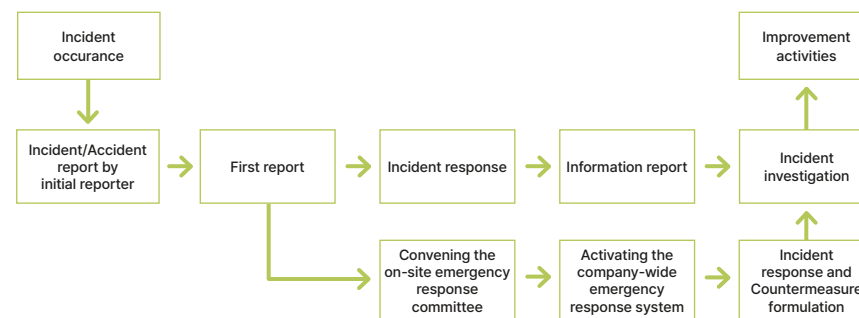 Incident
occurance
Improvement
activities
Incident/Accident
report by
initial reporter
First report
Incident response
Information report
Incident
investigation
Convening the
on-site emergency
response
committee
Activating the
company-wide
emergency
response system
Incident
response and
Countermeasure
formulation